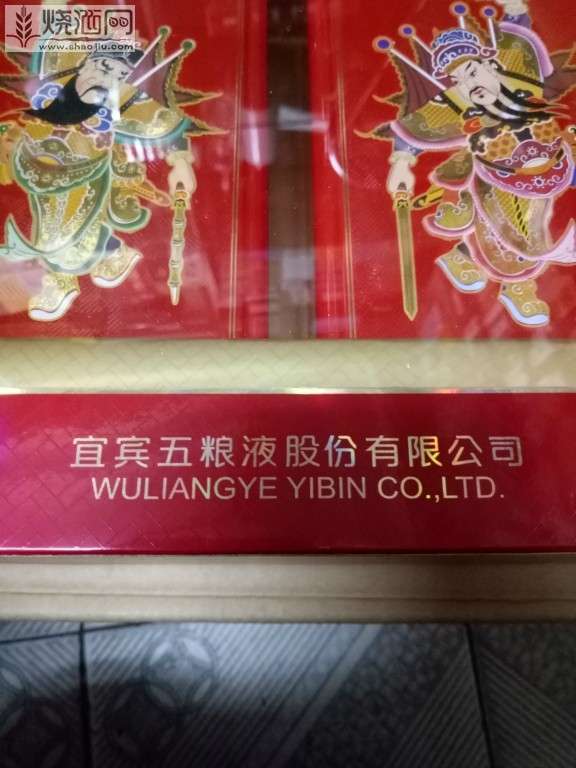 烧酒网
www.shaojiu.com
宜宾五粮液股份有限公司
WULIANGYE YIBIN CO.,LTD.